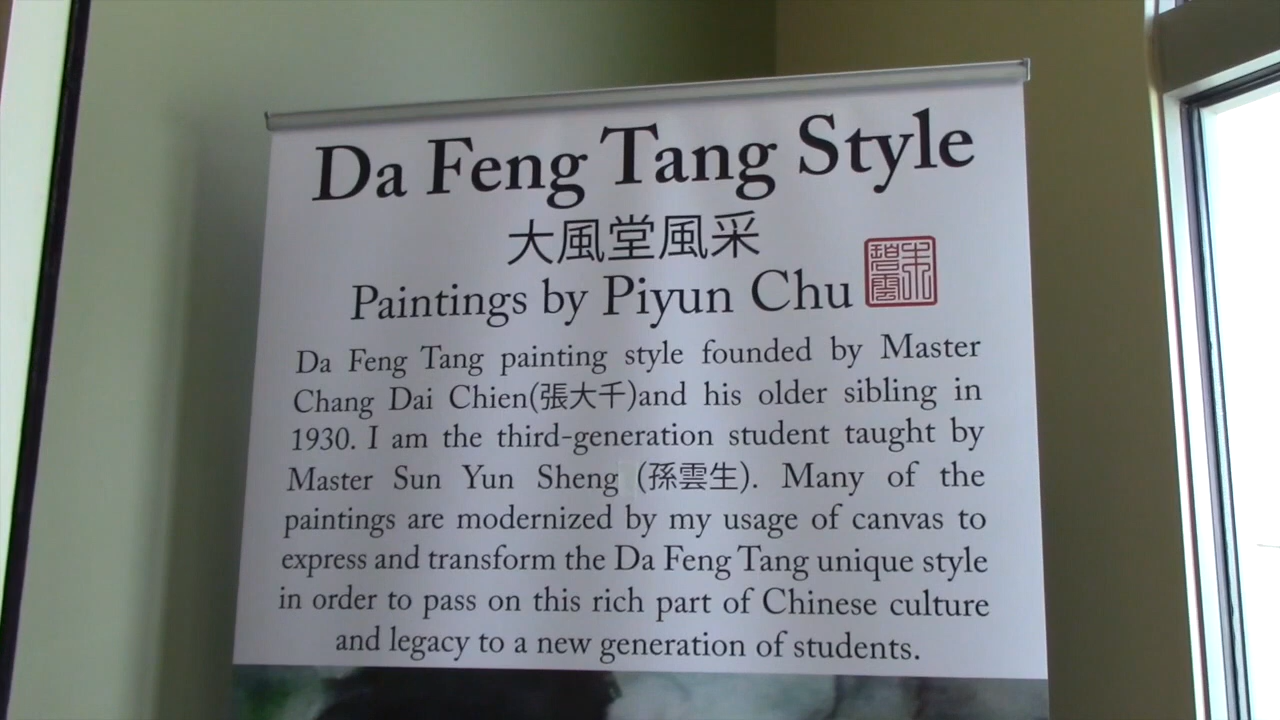 Da Feng Tang Style
大風堂風采
Paintings by Piyun Chu
朱碧雲
Da Feng Tang painting style founded by Master
Chang Dai Chien(張大千)and his older sibling in
1930. I am the third-generation student taught by
Master Sun Yun Sheng (孫雲生). Many of the
paintings are modernized by my usage of canvas to
express and transform the Da Feng Tang unique style
in order to pass on this rich part of Chinese culture
and legacy to a new generation of students.